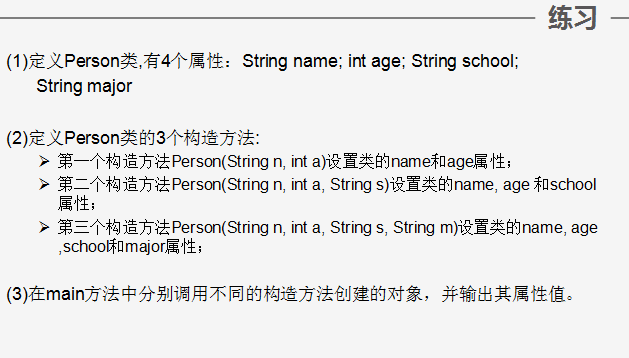 练习
(1)定义Person类,有4个属性：String name; int age; String school;
String major
(2)定义Person类的3个构造方法:
➢ 第一个构造方法Person(String n, int a)设置类的name和age属性；
➢ 第二个构造方法Person(String n, int a, String s)设置类的name, age 和school
属性；
➢ 第三个构造方法Person(String n, int a, String s, String m)设置类的name, age
,school和major属性；
(3)在main方法中分别调用不同的构造方法创建的对象，并输出其属性值。